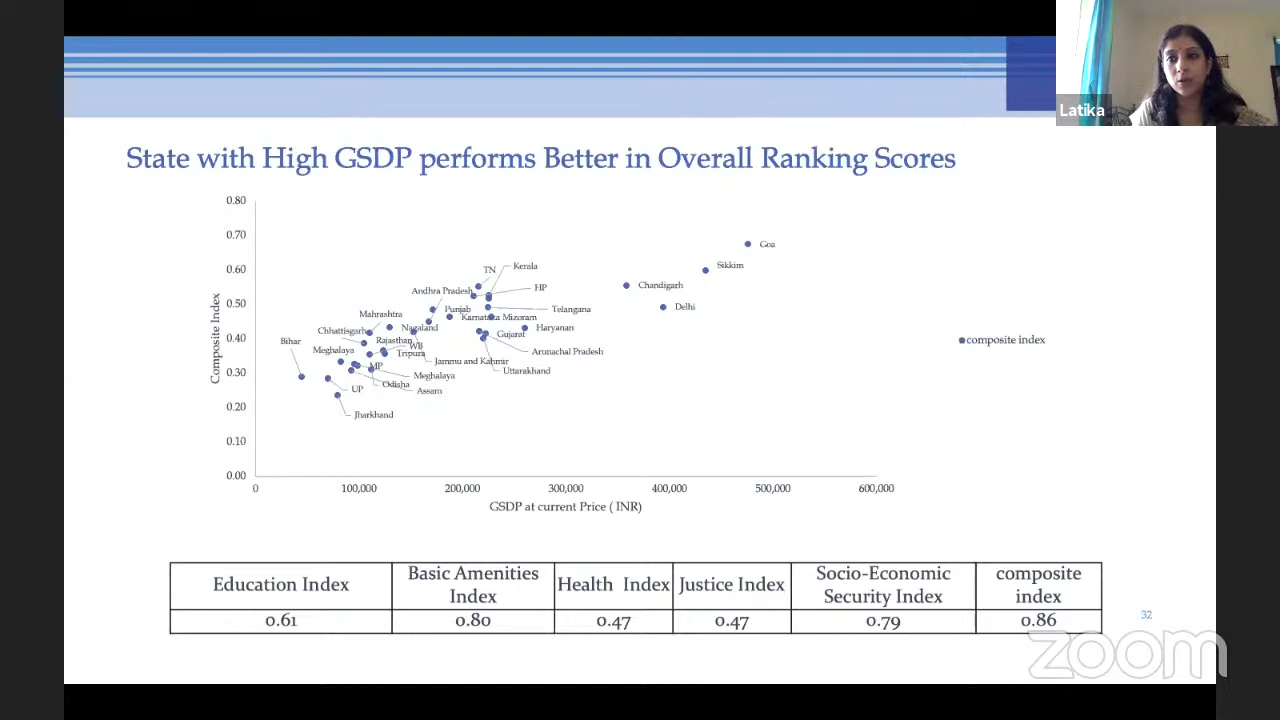 Latika
State with High GSDP performs Better in Overall Ranking Scores
0.80
0.70
0.60
0.50
0.40
0.30
0.20
0.10
0.00
Composite Index
Goa
Sikkim
TN
Kerala
Chandigarh
HP
Andhra Pradesh
Delhi
Punjab
Telangana
Mahrashtra
Karnataka
Mizoram
Chhattisgarh
Nagaland
Haryanan
Gujarat
Bihar
Rajasthan
WB
Meghalaya
Tripura
Arunachal Pradesh
Jammu and Kahmir
MP
Uttarakhand
Meghalaya
Odisha
UP
Assam
Jharkhand
composite index
0
100,000
200,000
300,000
400,000
500,000
600,000
GSDP at current Price ( INR)
Education Index
Basic Amenities
Index
Health Index
Justice Index
Socio-Economic
Security Index
composite
index
0.61
0.80
0.47
0.47
0.79
0.86
32
zoom